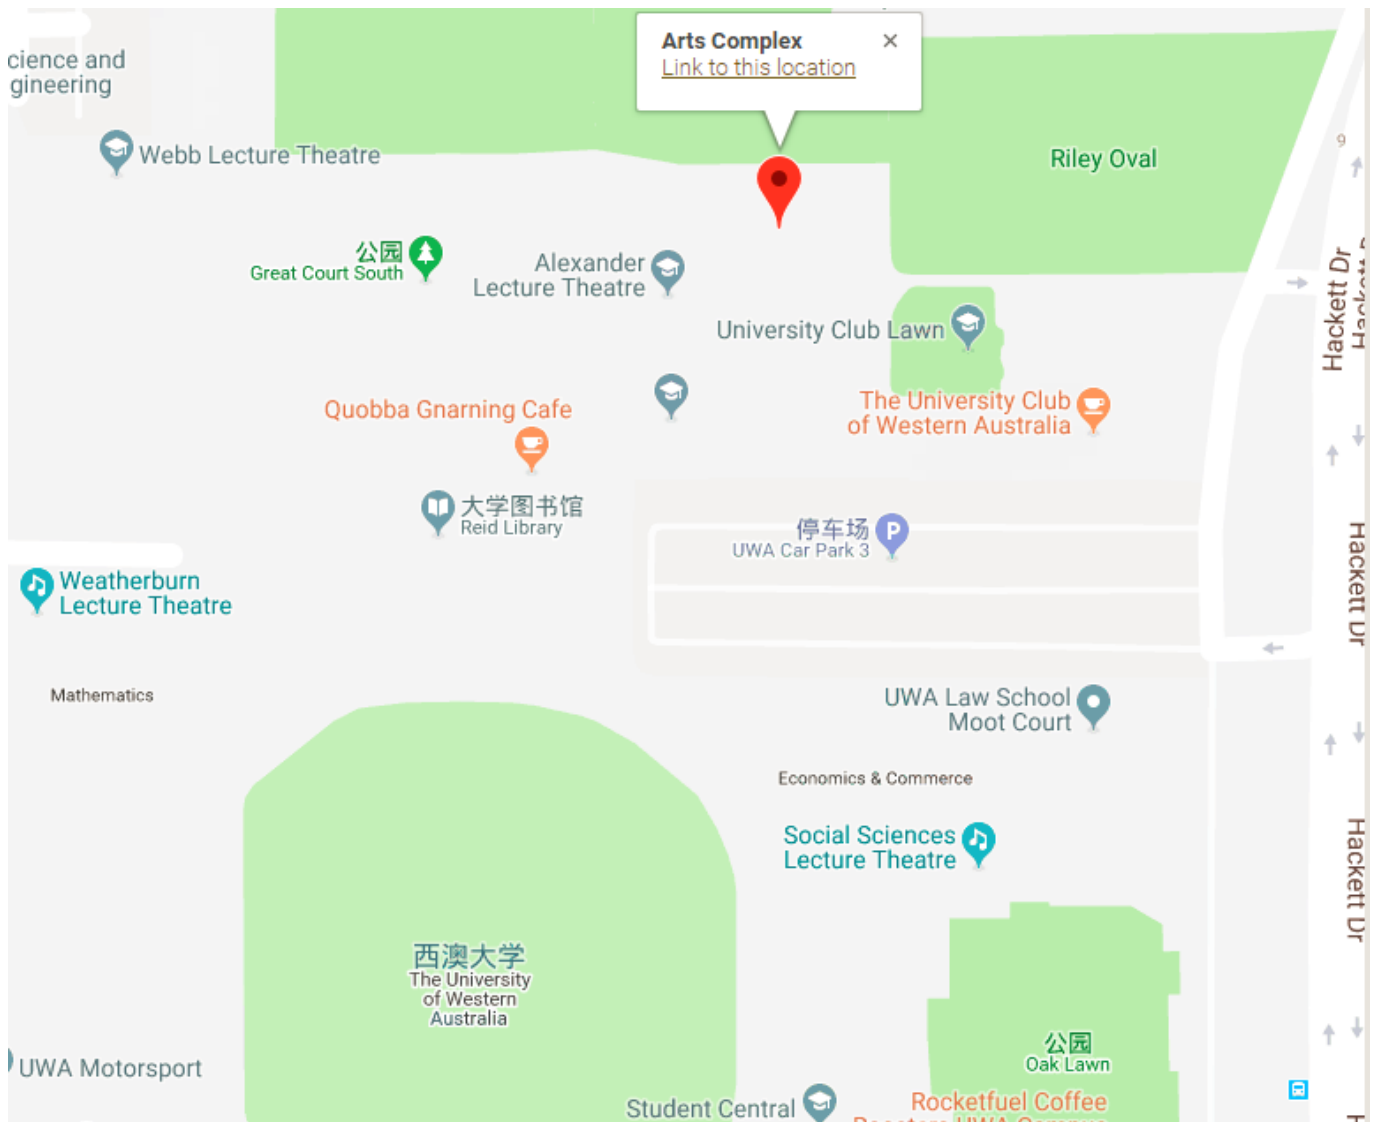 Arts Complex
Link to this location
cience and
gineering
Webb Lecture Theatre
Riley Oval
9
公园
Great Court South
Alexander
Lecture Theatre
University Club Lawn
Hackett Dr
Quobba Gnarning Cafe
The University Club
of Western Australia
大学图书馆
Reid Library
停车场
UWA Car Park 3
P
Hackett Dr
Weatherburn
Lecture Theatre
Mathematics
UWA Law School
Moot Court
Economics & Commerce
Social Sciences
Lecture Theatre
Hackett Dr
西澳大学
The University
of Western
Australia
公园
Oak Lawn
UWA Motorsport
Student Central
Rocketfuel Coffee